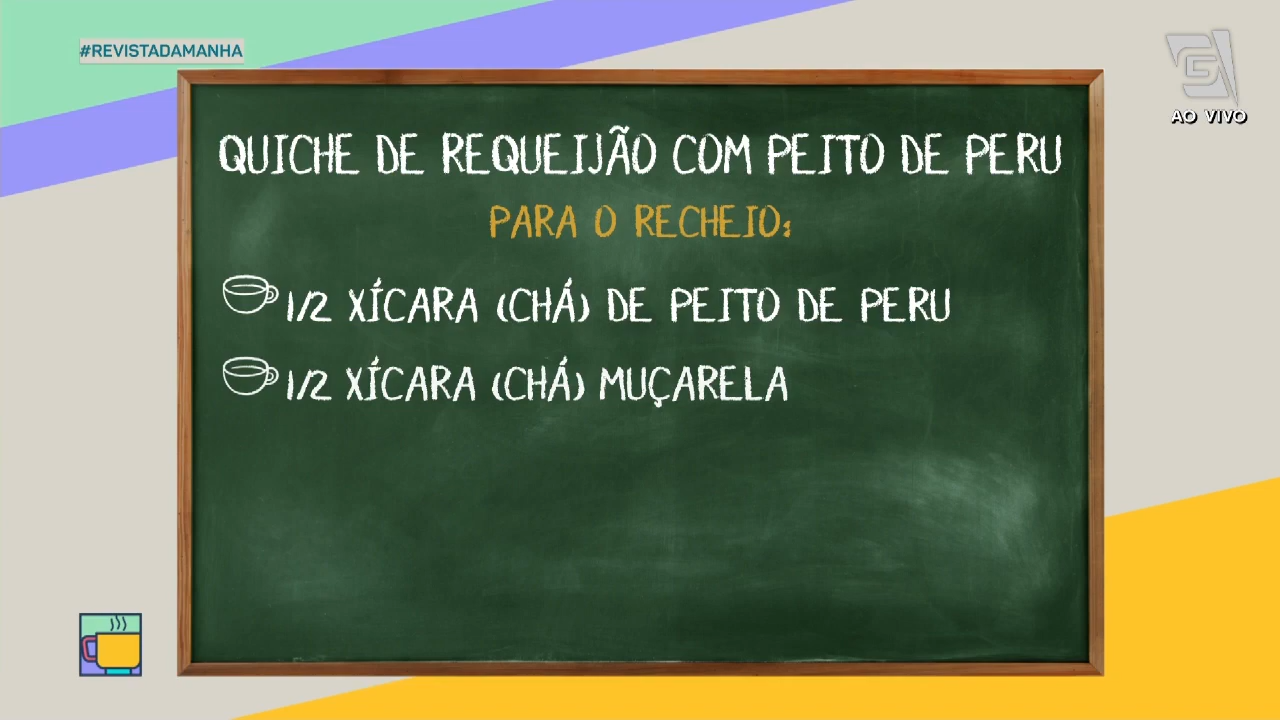 #REVISTADAMANHA
G
AO VIVO
QUICHE DE REQUEIJÃO COM PEITO DE PERU
PARA O RECHEIO:
1/2 XÍCARA (CHÁ) DE PEITO DE PERU
1/2 XÍCARA (CHÁ) MUÇARELA